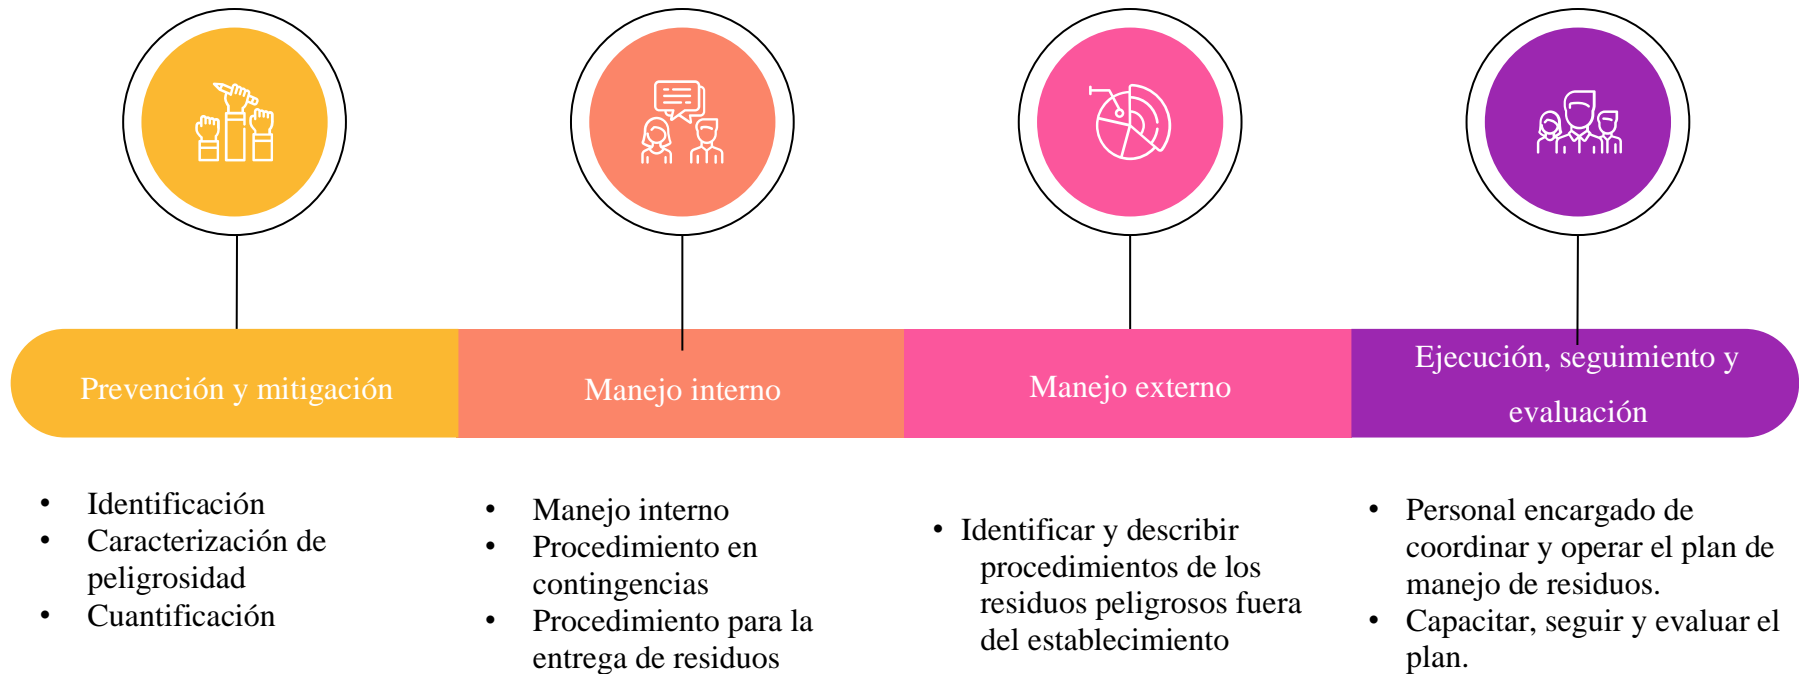 Prevención y mitigación
Manejo interno
Manejo externo
Ejecución, seguimiento y
evaluación
• Identificación
• Caracterización de
peligrosidad
• Cuantificación
• Manejo interno
• Procedimiento en
contingencias
• Procedimiento para la
entrega de residuos
• Identificar y describir
procedimientos de los
residuos peligrosos fuera
del establecimiento
• Personal encargado de
coordinar y operar el plan de
manejo de residuos.
• Capacitar, seguir y evaluar el
plan.